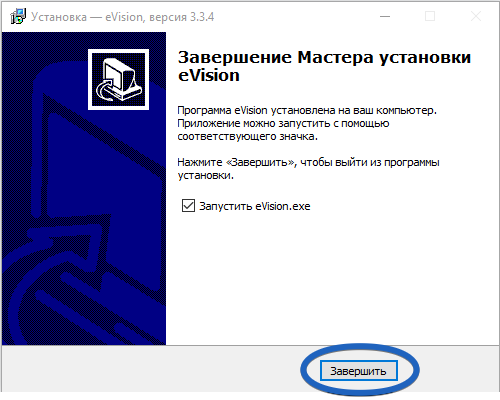 Установка — eVision, версия 3.3.4
Завершение Мастера установки
eVision
Программа eVision установлена на ваш компьютер.
Приложение можно запустить с помощью
соответствующего значка.
Нажмите «Завершить», чтобы выйти из программы
установки.
Запустить eVision.exe
Завершить